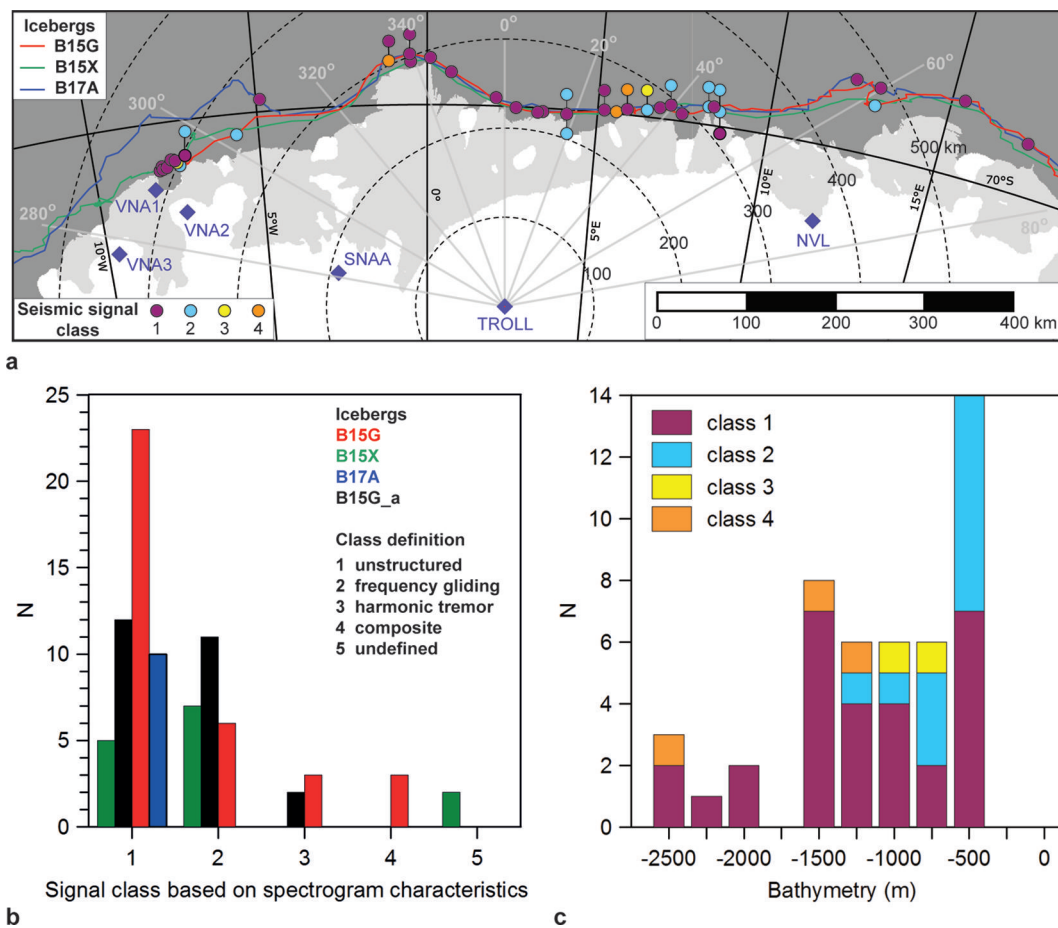 Icebergs
B15G
B15X
B17A
280°
300°
320°
340°
0°
20°
40°
60°
80°
10°W
5°W
0°
5°E
10°E
15°E
70°S
100
200
300
400
500 km
VNA1
VNA2
VNA3
SNAA
TROLL
NVL
Seismic signal
class
1 2 3 4
0 100 200 300 400 km
a
25
20
15
10
5
0
N
Icebergs
B15G
B15X
B17A
B15G_a
Class definition
1 unstructured
2 frequency gliding
3 harmonic tremor
4 composite
5 undefined
1 2 3 4 5
Signal class based on spectrogram characteristics
b
14
12
10
8
6
4
2
0
N
class 1
class 2
class 3
class 4
-2500 -2000 -1500 -1000 -500 0
Bathymetry (m)
c